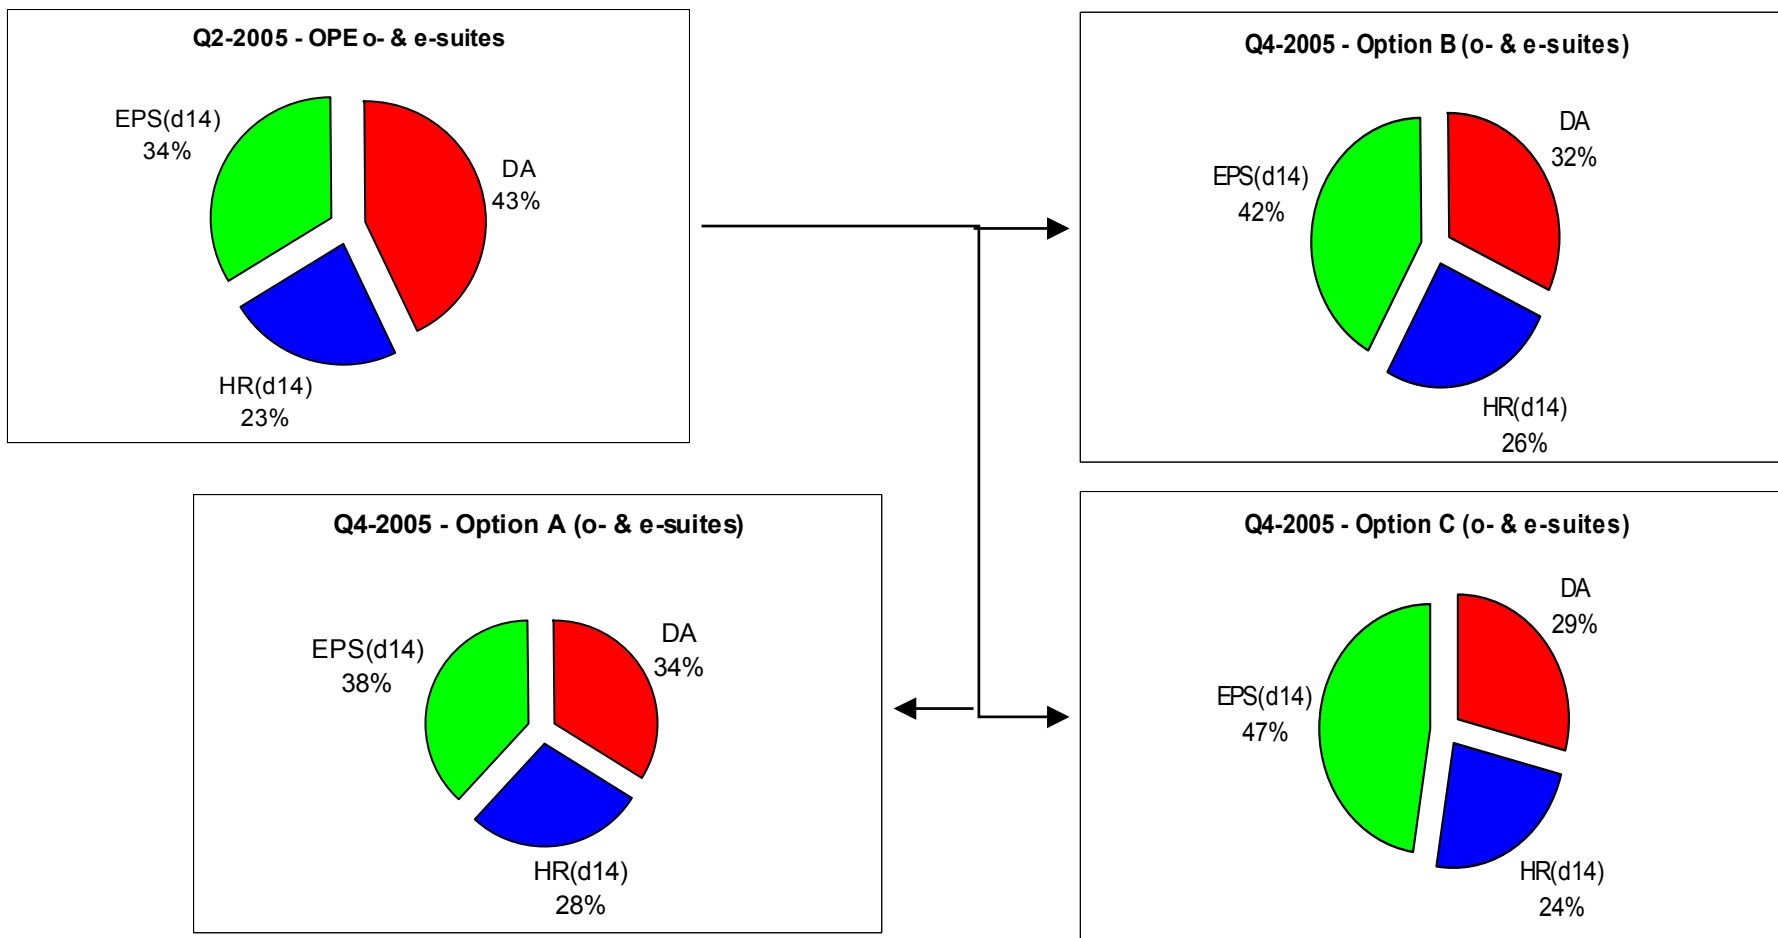 Q2-2005 - OPE o- & e-suites
EPS(d14)
34%
DA
43%
HR(d14)
23%
Q4-2005 - Option B (o- & e-suites)
DA
32%
EPS(d14)
42%
HR(d14)
26%
Q4-2005 - Option A (o- & e-suites)
EPS(d14)
38%
DA
34%
HR(d14)
28%
Q4-2005 - Option C (o- & e-suites)
DA
29%
EPS(d14)
47%
HR(d14)
24%